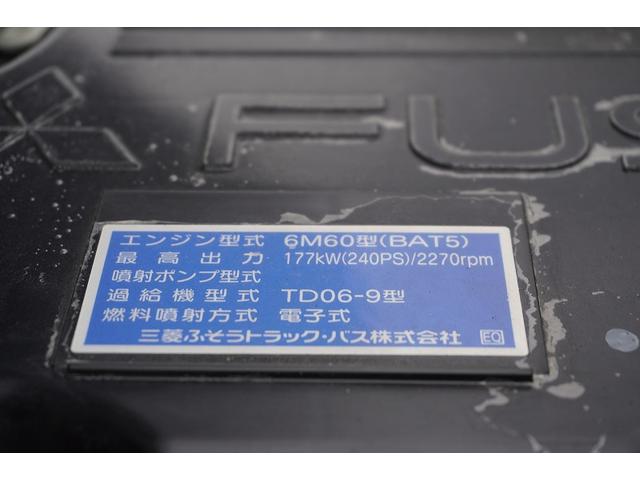 FUS
エンジン型式 6M60型(BAT5)
最高出力 177kW(240PS)/2270rpm
噴射ポンプ型式
過給機型式 TD06-9型
燃料噴射方式 電子式
三菱ふそうトラック・バス株式会社 EQ